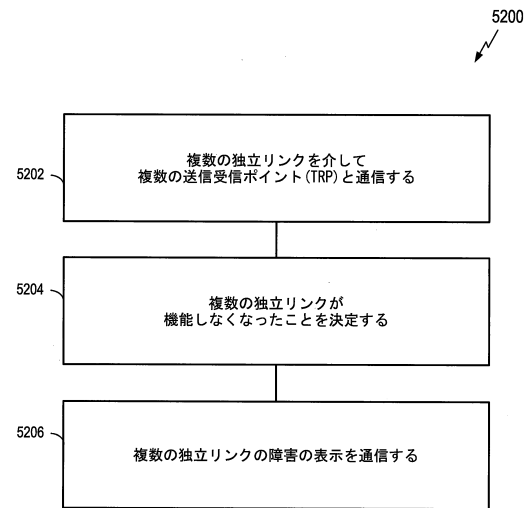 5200
5202
複数の独立リンクを介して
複数の送信受信ポイント(TRP)と通信する
5204
複数の独立リンクが
機能しなくなったことを決定する
5206
複数の独立リンクの障害の表示を通信する